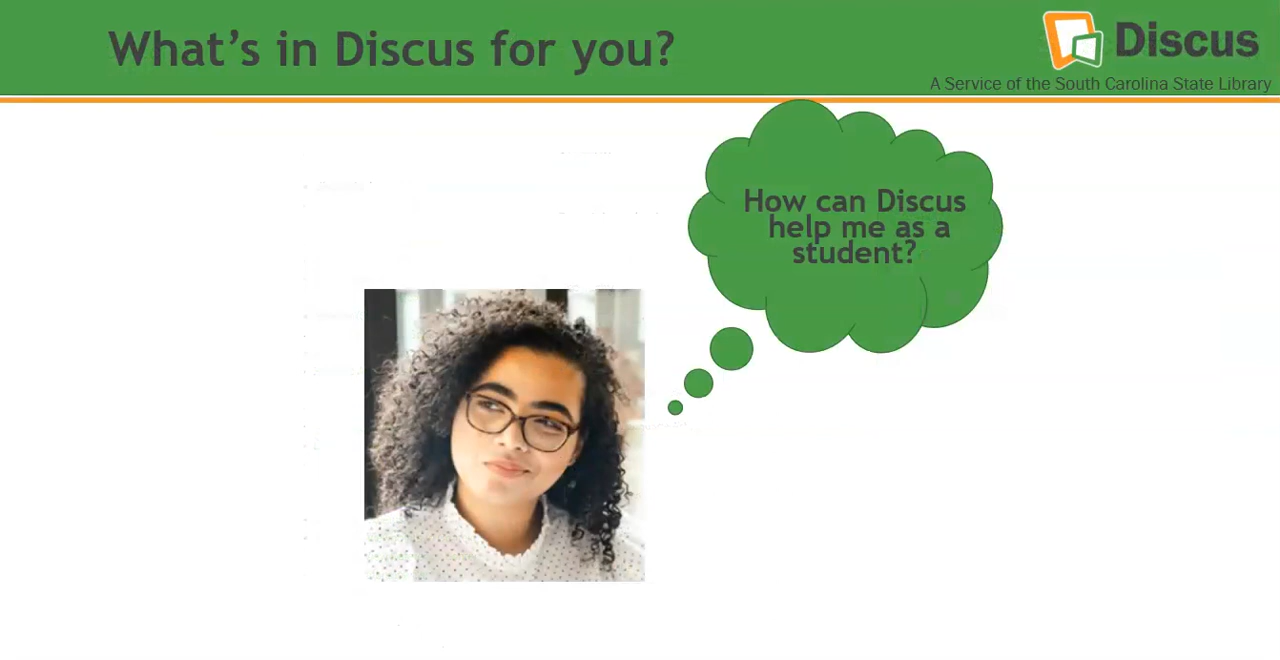 What's in Discus for you?
Discus
A Service of the South Carolina State Library
How can Discus
help me as a
student?